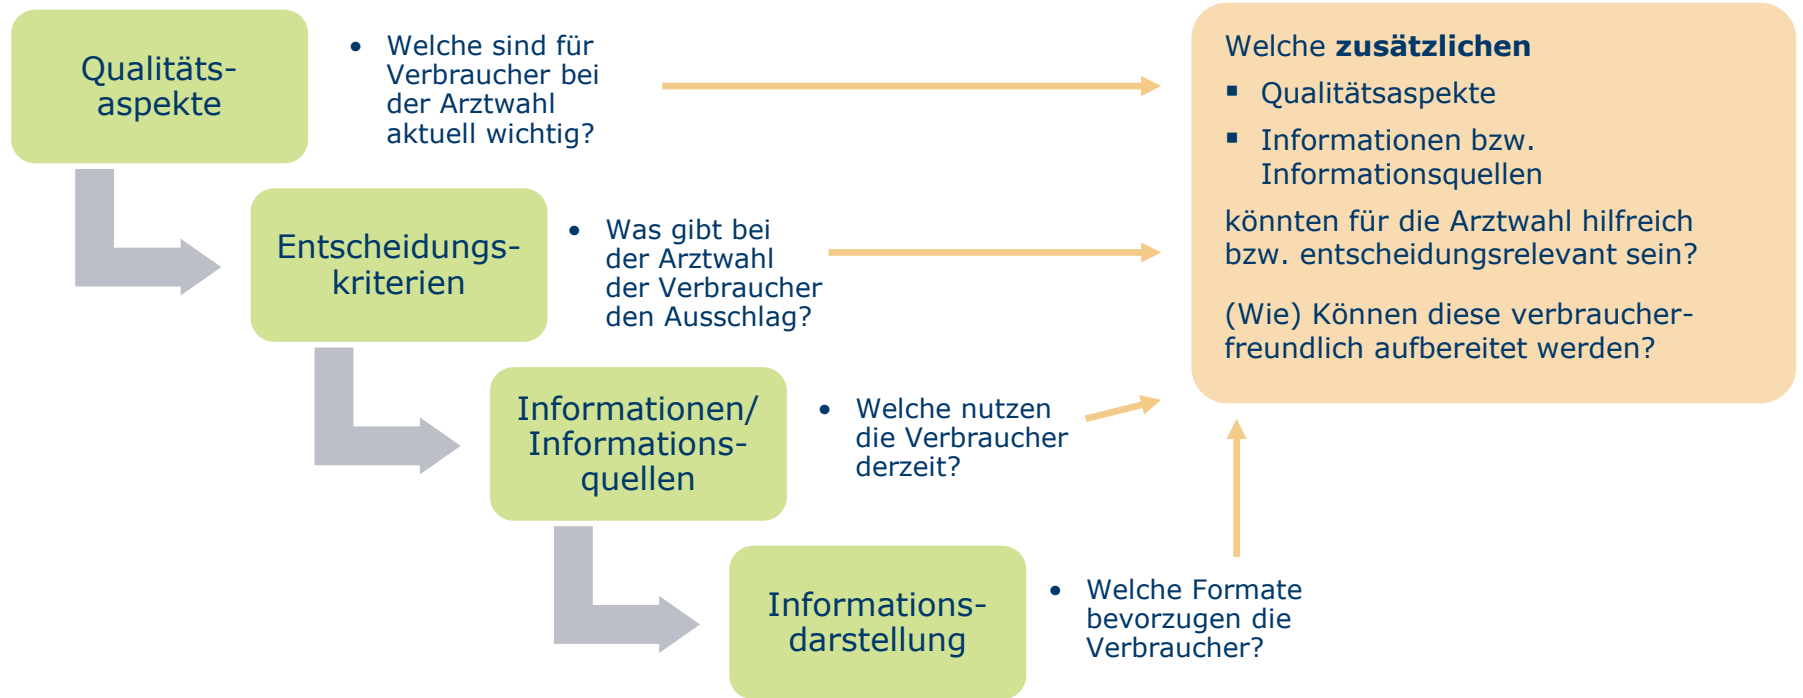 Qualitäts-
aspekte
• Welche sind für
Verbraucher bei
der Arztwahl
aktuell wichtig?
Entscheidungs-
kriterien
• Was gibt bei
der Arztwahl
der Verbraucher
den Ausschlag?
Informationen/
Informations-
quellen
• Welche nutzen
die Verbraucher
derzeit?
Informations-
darstellung
• Welche Formate
bevorzugen die
Verbraucher?
Welche zusätzlichen
▪ Qualitätsaspekte
▪ Informationen bzw.
Informationsquellen
könnten für die Arztwahl hilfreich
bzw. entscheidungsrelevant sein?
(Wie) Können diese verbraucher-
freundlich aufbereitet werden?